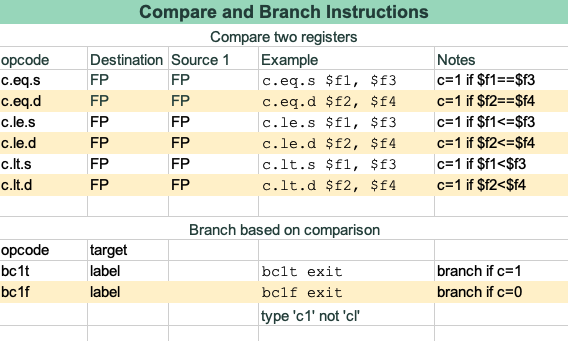 Compare and Branch Instructions
Compare two registers
opcode Destination Source 1 Example Notes
c.eq.s FP FP c.eq.s $f1, $f3 c=1 if $f1==$f3
c.eq.d FP FP c.eq.d $f2, $f4 c=1 if $f2==$f4
c.le.s FP FP c.le.s $f1, $f3 c=1 if $f1<=$f3
c.le.d FP FP c.le.d $f2, $f4 c=1 if $f2<=$f4
c.lt.s FP FP c.lt.s $f1, $f3 c=1 if $f1<$f3
c.lt.d FP FP c.lt.d $f2, $f4 c=1 if $f2<$f4
Branch based on comparison
opcode target
bc1t label bc1t exit branch if c=1
bc1f label bc1f exit branch if c=0
type 'c1' not 'cl'